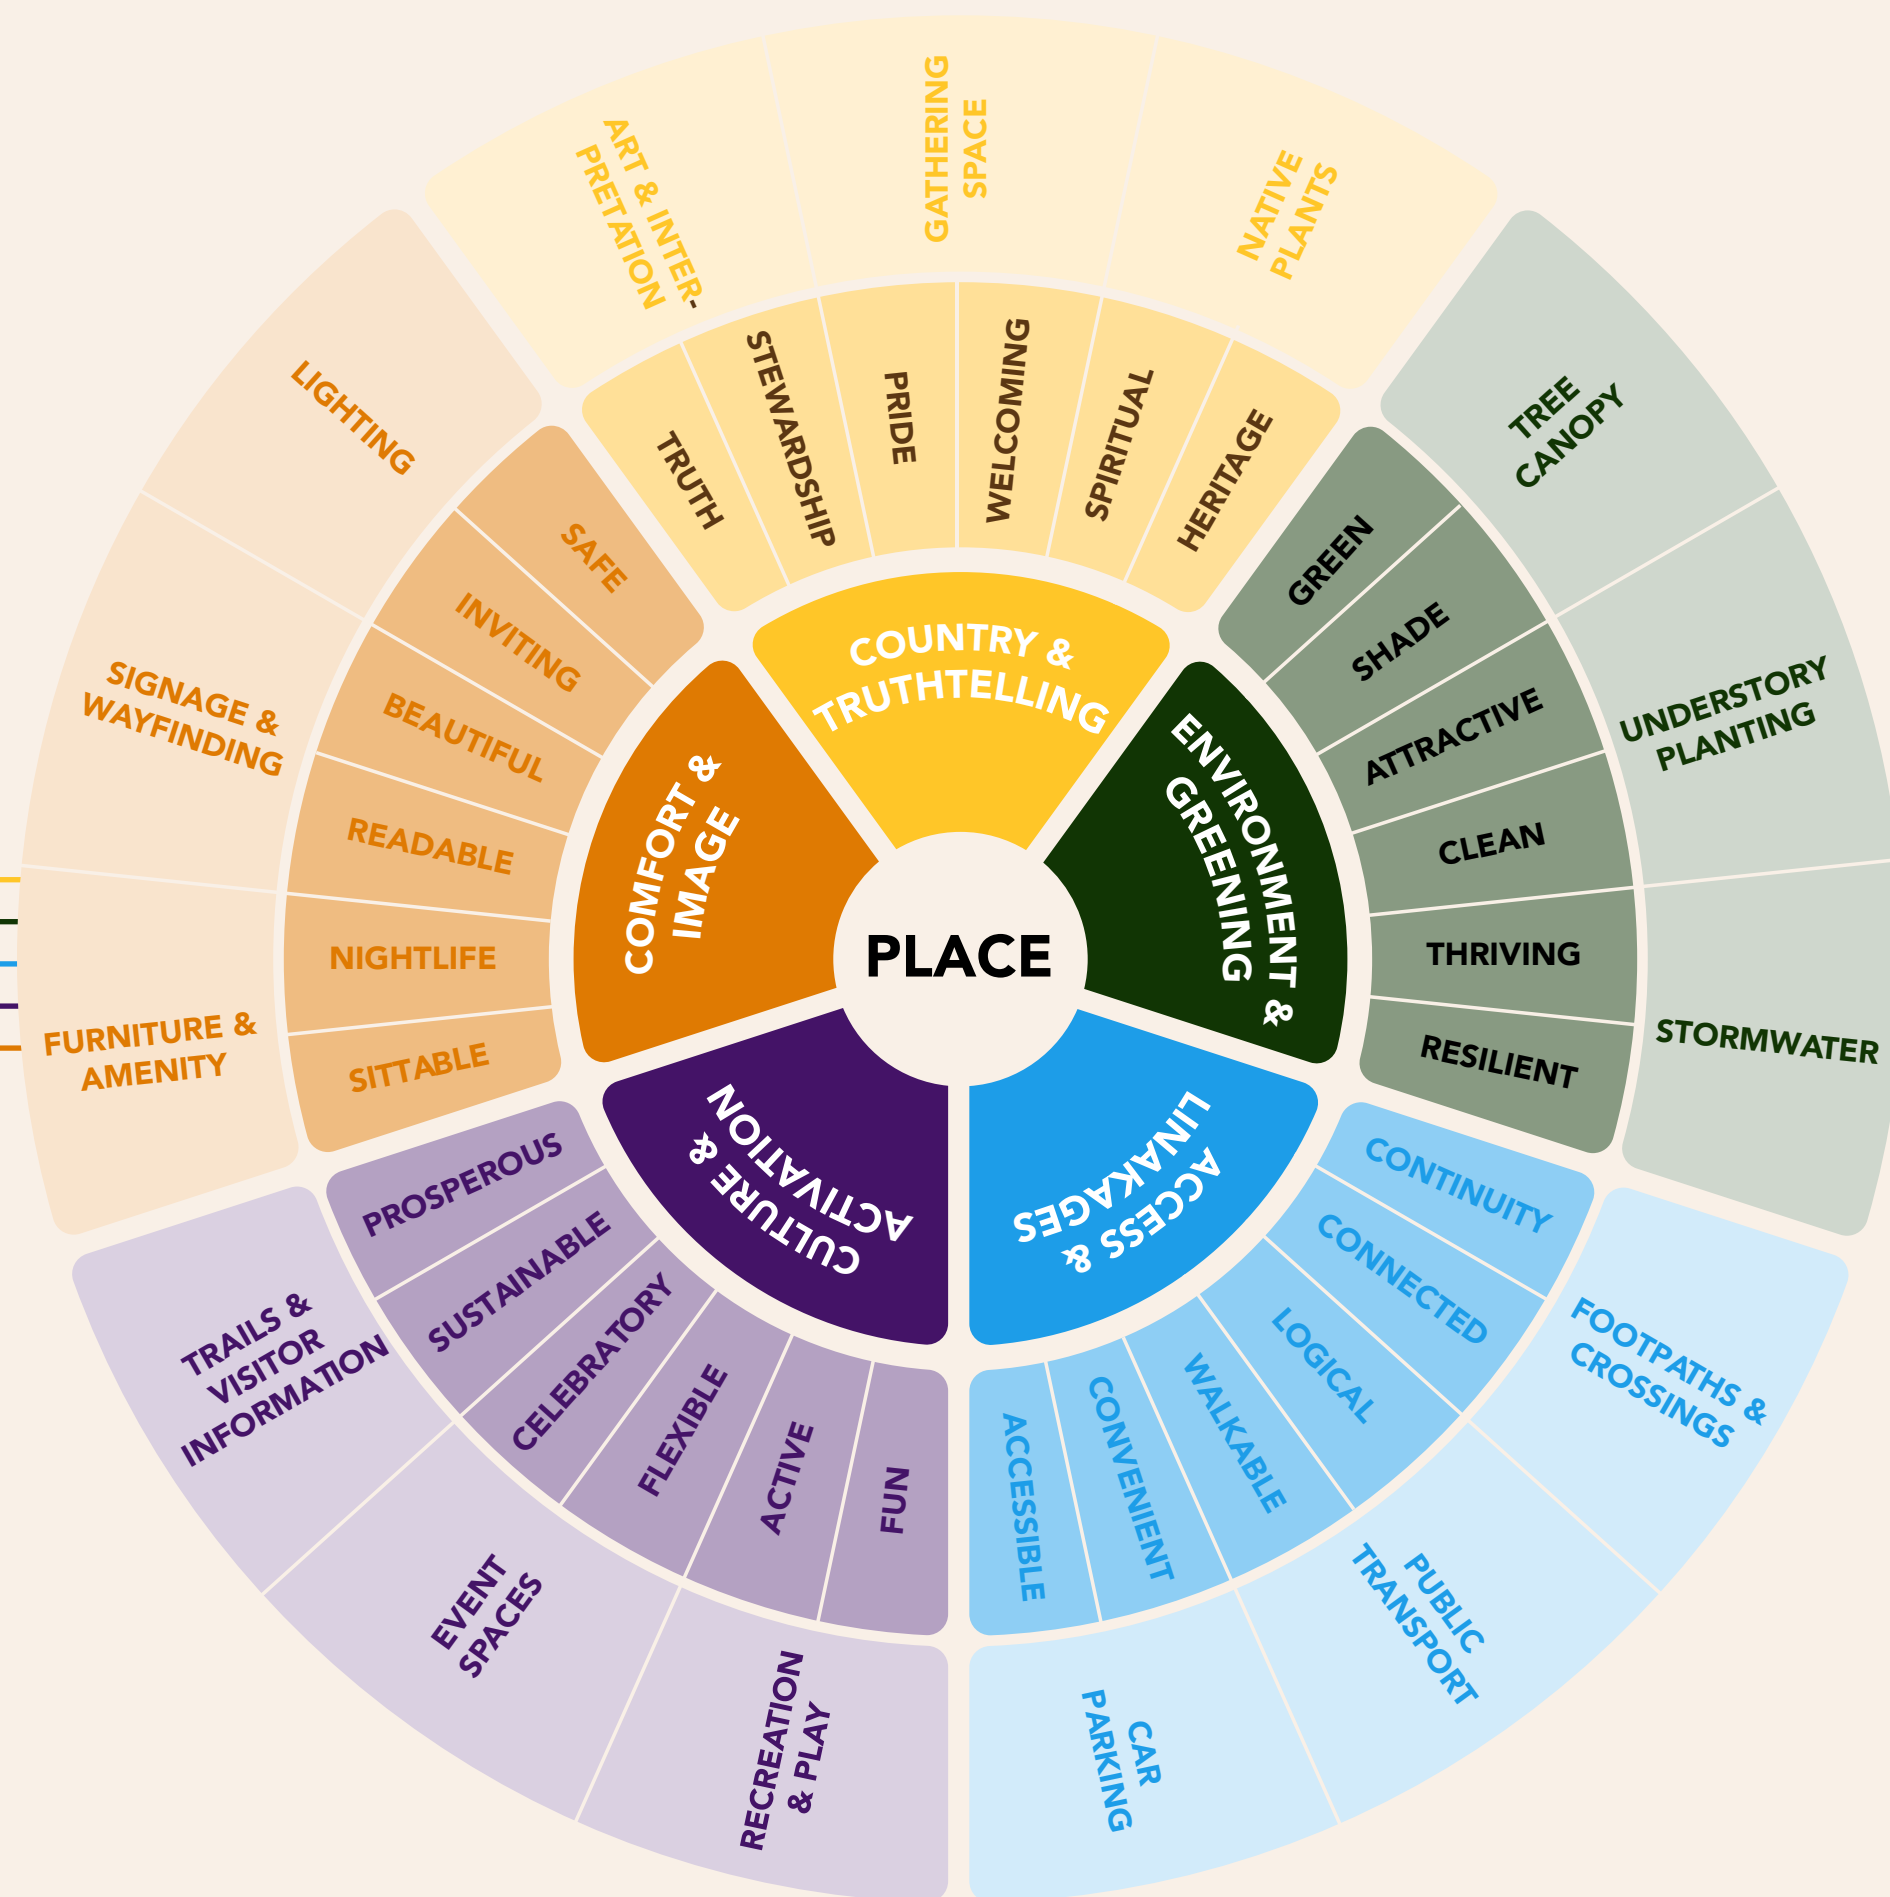 PLACE
COUNTRY &
TRUTHTELLING
TRUTH
STEWARDSHIP
PRIDE
WELCOMING
SPIRITUAL
HERITAGE
ART & INTER-
PRETATION
GATHERING
SPACE
NATIVE
PLANTS
ENVIRONMENT &
GREENING
GREEN
SHADE
ATTRACTIVE
CLEAN
THRIVING
RESILIENT
TREE
CANOPY
UNDERSTORY
PLANTING
STORMWATER
ACCESS &
LINAKAGES
CONTINUITY
CONNECTED
LOGICAL
WALKABLE
CONVENIENT
ACCESSIBLE
FOOTPATHS &
CROSSINGS
PUBLIC
TRANSPORT
CAR
PARKING
CULTURE &
ACTIVATION
FUN
ACTIVE
FLEXIBLE
CELEBRATORY
SUSTAINABLE
PROSPEROUS
RECREATION
& PLAY
EVENT
SPACES
TRAILS &
VISITOR
INFORMATION
COMFORT &
IMAGE
SITTABLE
NIGHTLIFE
READABLE
BEAUTIFUL
INVITING
SAFE
FURNITURE &
AMENITY
SIGNAGE &
WAYFINDING
LIGHTING